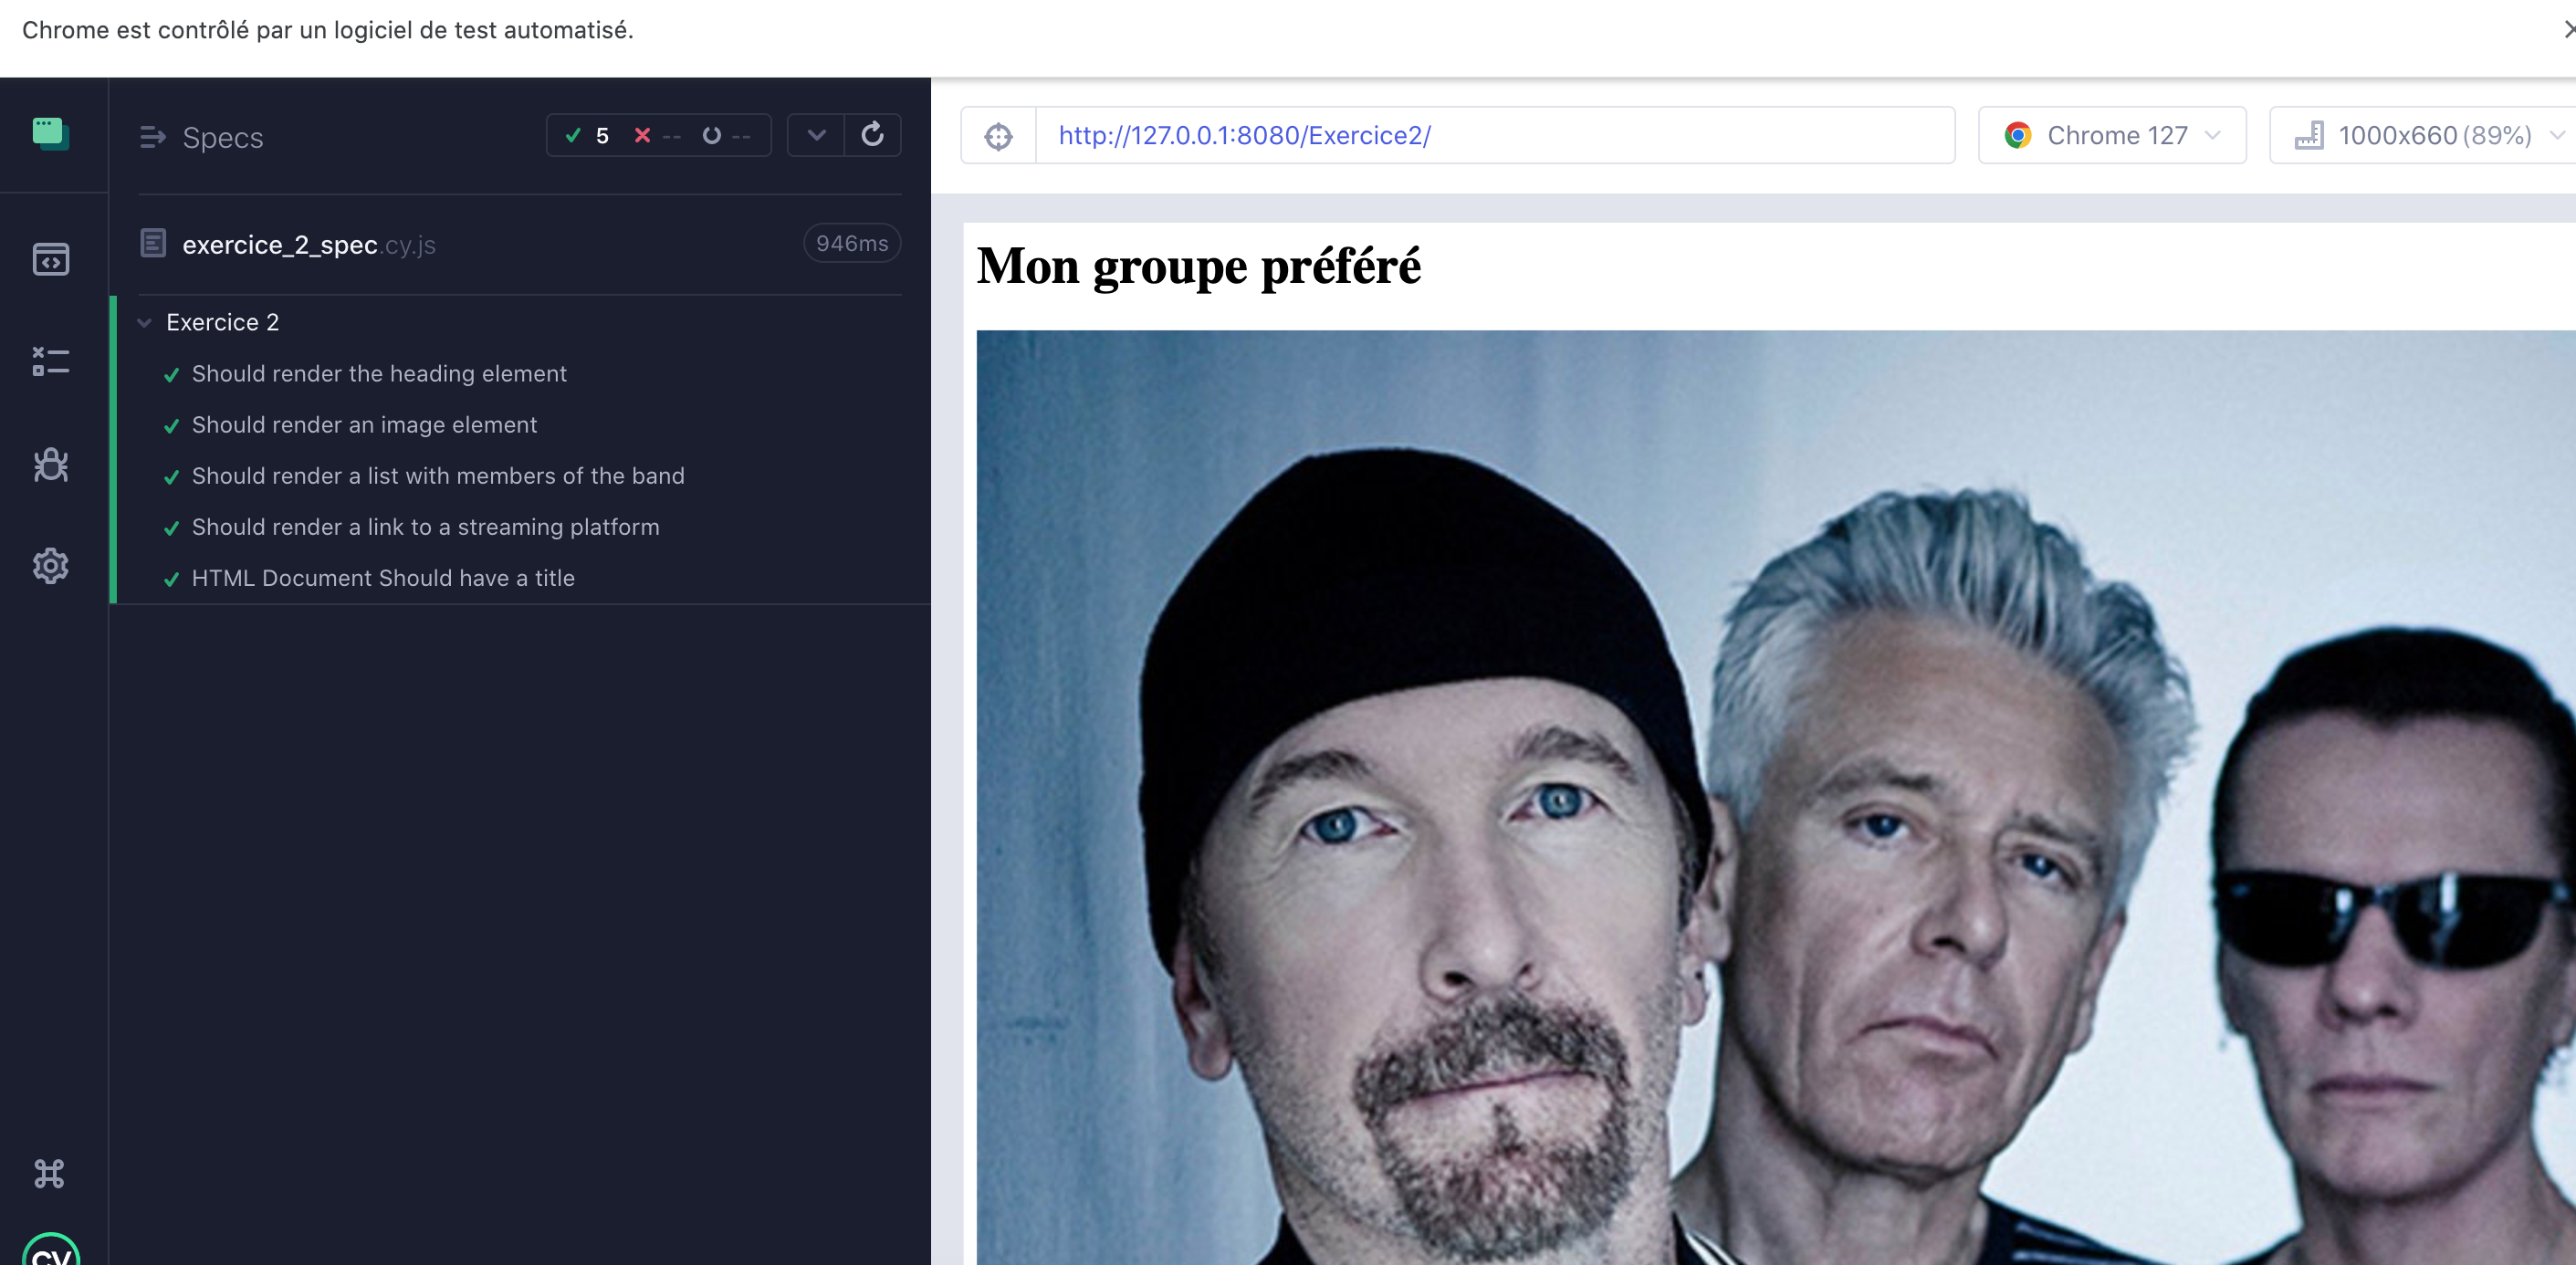 Chrome est contrôlé par un logiciel de test automatisé.
Specs
5 -- --
http://127.0.0.1:8080/Exercice2/
Chrome 127
1000x660 (89%)
exercice_2_spec.cy.js
946ms
Exercice 2
Should render the heading element
Should render an image element
Should render a list with members of the band
Should render a link to a streaming platform
HTML Document Should have a title
Mon groupe préféré
CV